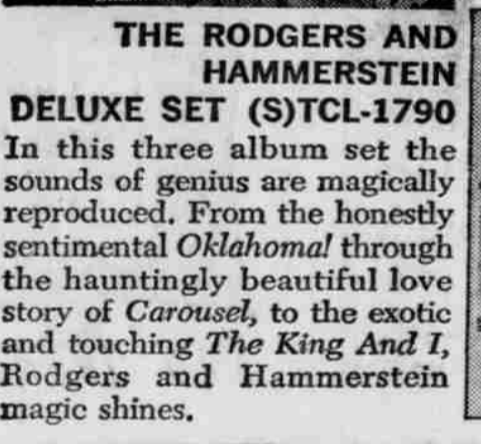 THE RODGERS AND
HAMMERSTEIN
DELUXE SET (S)TCL-1790
In this three album set the
sounds of genius are magically
reproduced. From the honestly
sentimental Oklahoma! through
the hauntingly beautiful love
story of Carousel, to the exotic
and touching The King And I,
Rodgers and Hammerstein
magic shines.